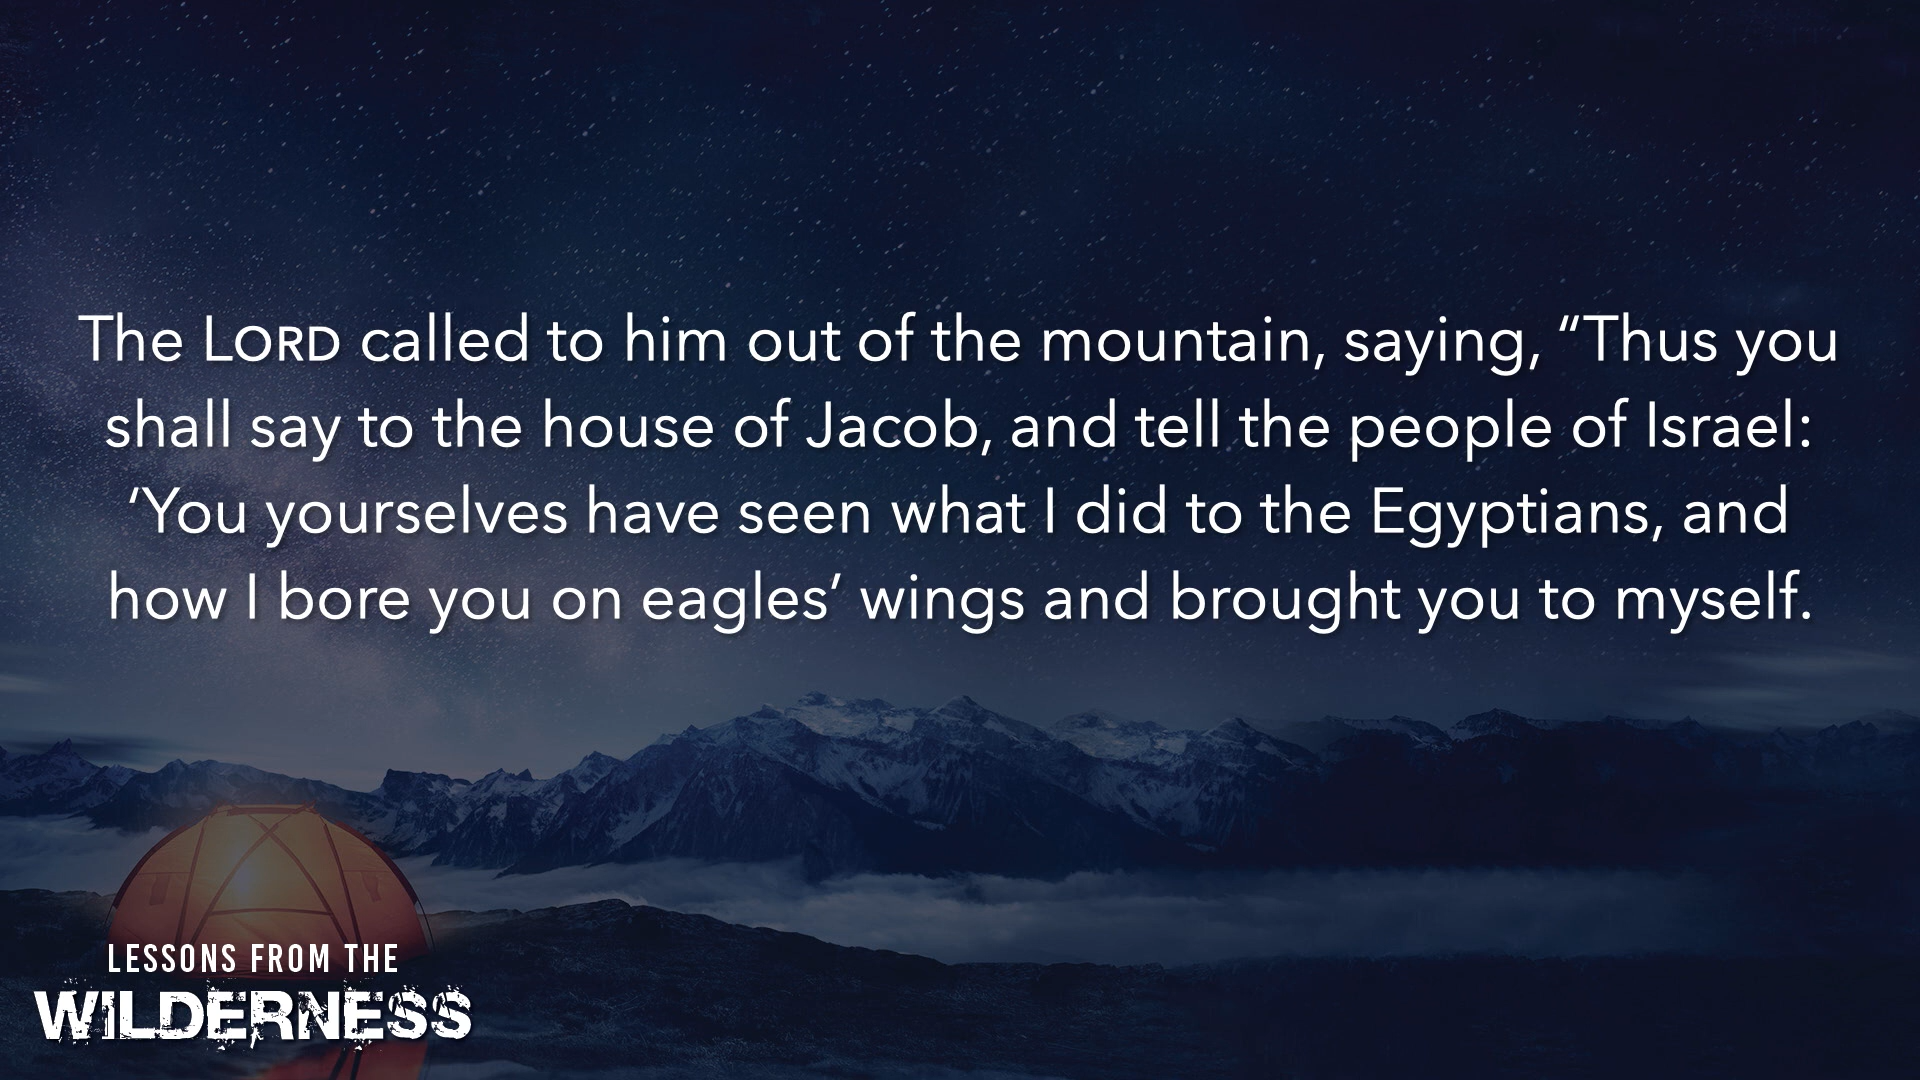 The LORD called to him out of the mountain, saying, “Thus you
shall say to the house of Jacob, and tell the people of Israel:
‘You yourselves have seen what I did to the Egyptians, and
how I bore you on eagles’ wings and brought you to myself.
LESSONS FROM THE
WILDERNESS